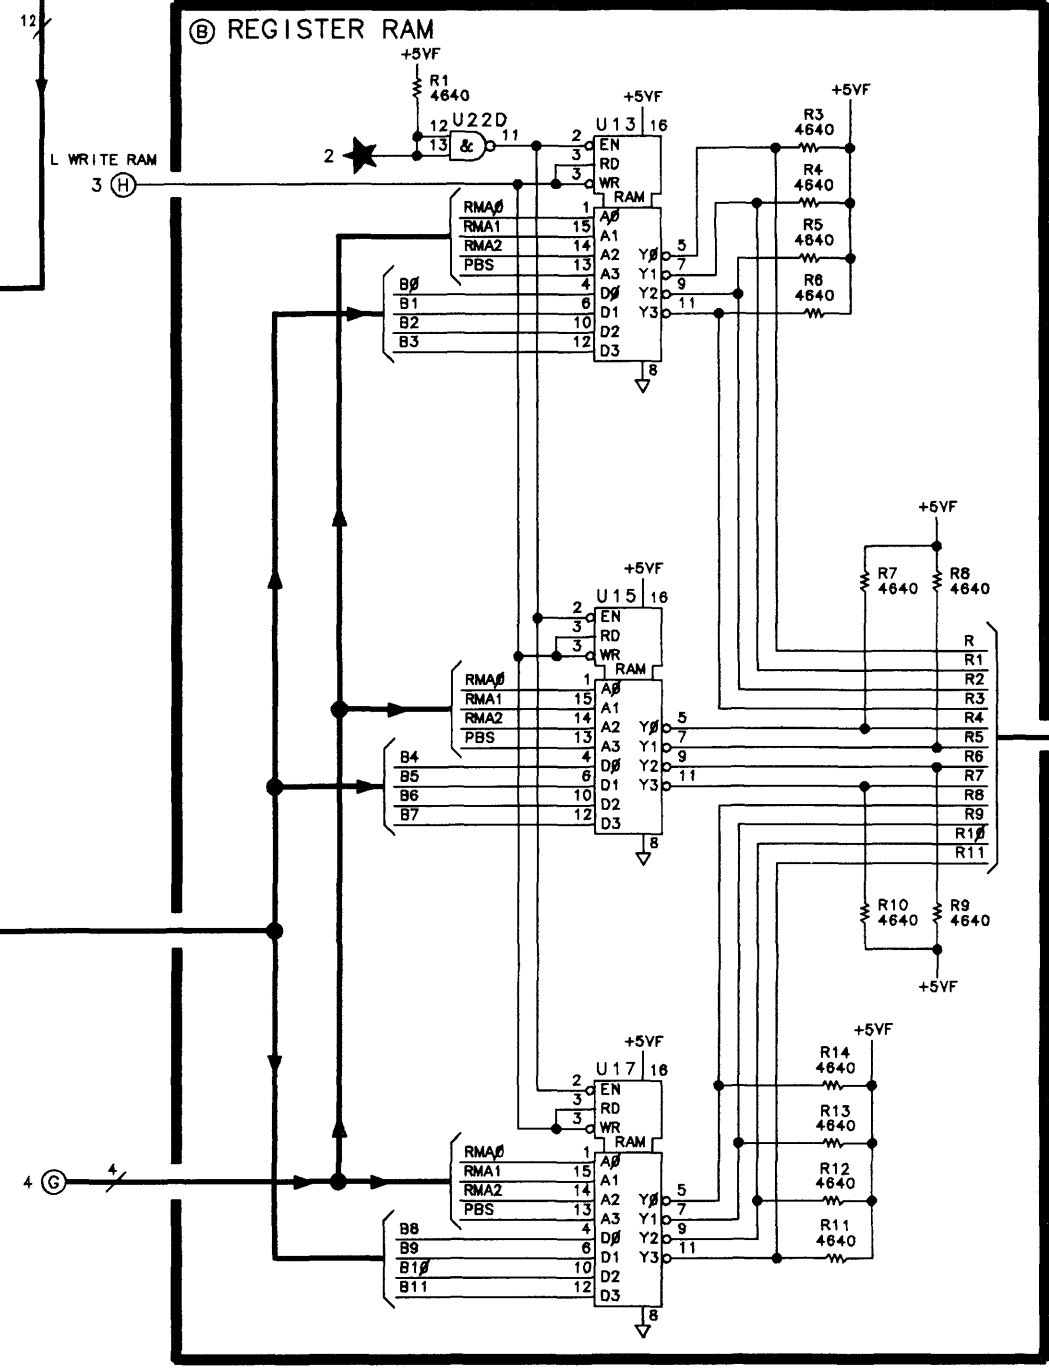 12
Ⓑ REGISTER RAM
+5VF
R1
4640
U22D
12
13
&
11
2
L WRITE RAM
3 Ⓗ
+5VF
U13
16
2 EN
3 RD
3 WR
RAM
RMAØ 1 AØ
RMA1 15 A1
RMA2 14 A2
PBS 13 A3
BØ 4 DØ
B1 6 D1
B2 10 D2
B3 12 D3
YØ 5
Y1 7
Y2 9
Y3 11
8
+5VF
R3
4640
R4
4640
R5
4640
R6
4640
+5VF
R7
4640
R8
4640
+5VF
U15
16
2 EN
3 RD
3 WR
RAM
RMAØ 1 AØ
RMA1 15 A1
RMA2 14 A2
PBS 13 A3
B4 4 DØ
B5 6 D1
B6 10 D2
B7 12 D3
YØ 5
Y1 7
Y2 9
Y3 11
8
R
R1
R2
R3
R4
R5
R6
R7
R8
R9
R1Ø
R11
R10
4640
R9
4640
+5VF
+5VF
U17
16
2 EN
3 RD
3 WR
RAM
4 Ⓖ
4
RMAØ 1 AØ
RMA1 15 A1
RMA2 14 A2
PBS 13 A3
B8 4 DØ
B9 6 D1
B1Ø 10 D2
B11 12 D3
YØ 5
Y1 7
Y2 9
Y3 11
8
+5VF
R14
4640
R13
4640
R12
4640
R11
4640